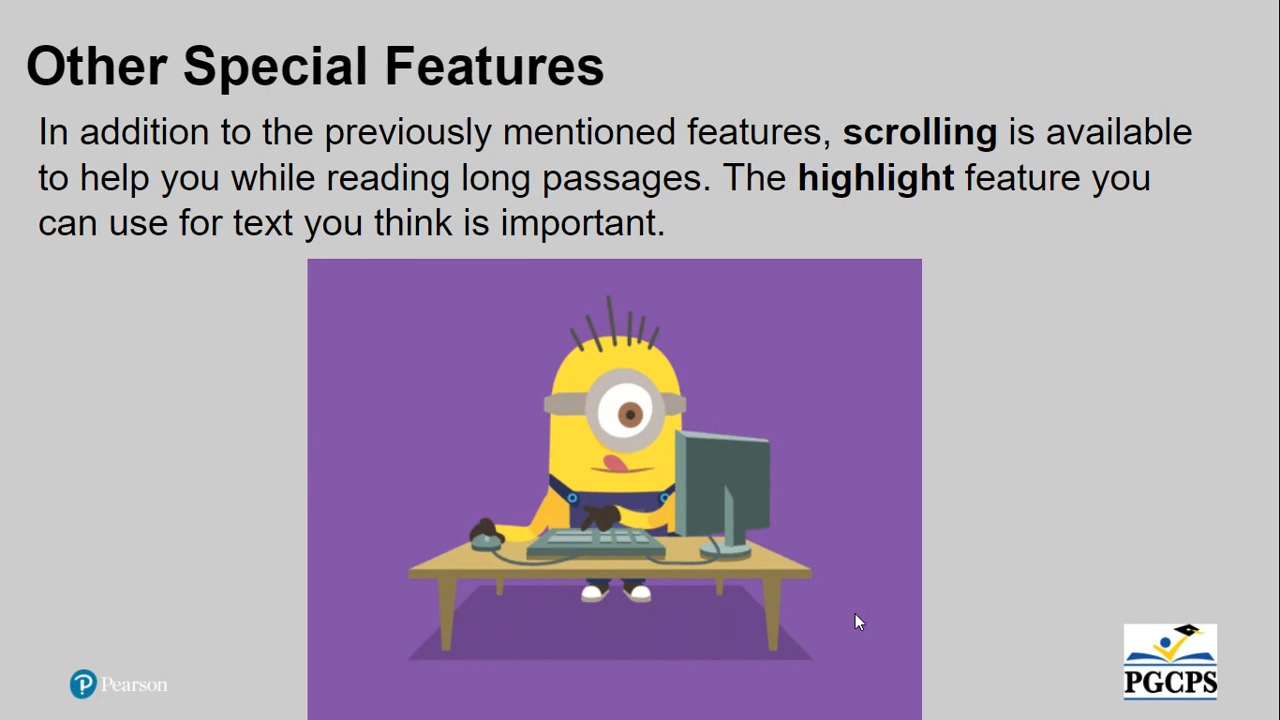 Other Special Features
In addition to the previously mentioned features, scrolling is available
to help you while reading long passages. The highlight feature you
can use for text you think is important.
Pearson
PGCPS